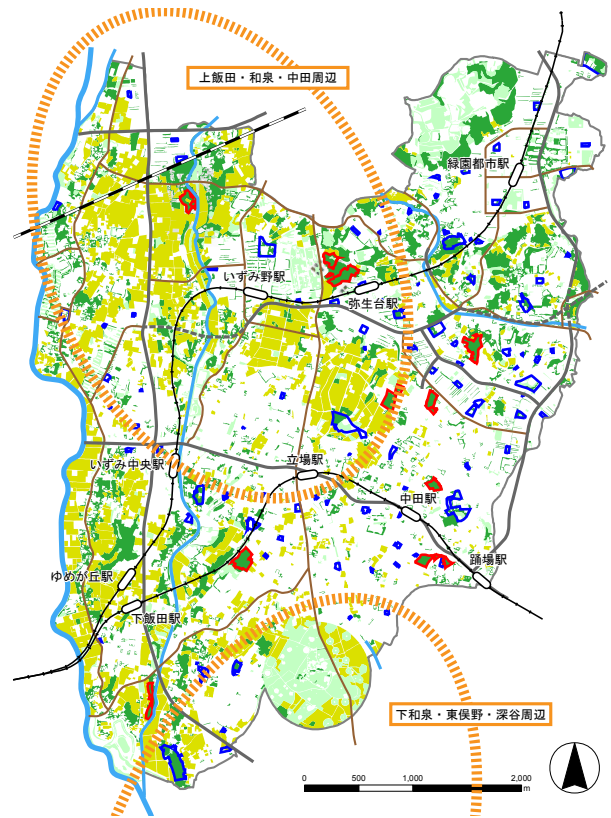 上飯田・和泉・中田周辺
緑園都市駅
いずみ野駅
弥生台駅
いずみ中央駅
立場駅
中田駅
踊場駅
ゆめが丘駅
下飯田駅
下和泉・東俣野・深谷周辺
0 500 1,000 2,000
m